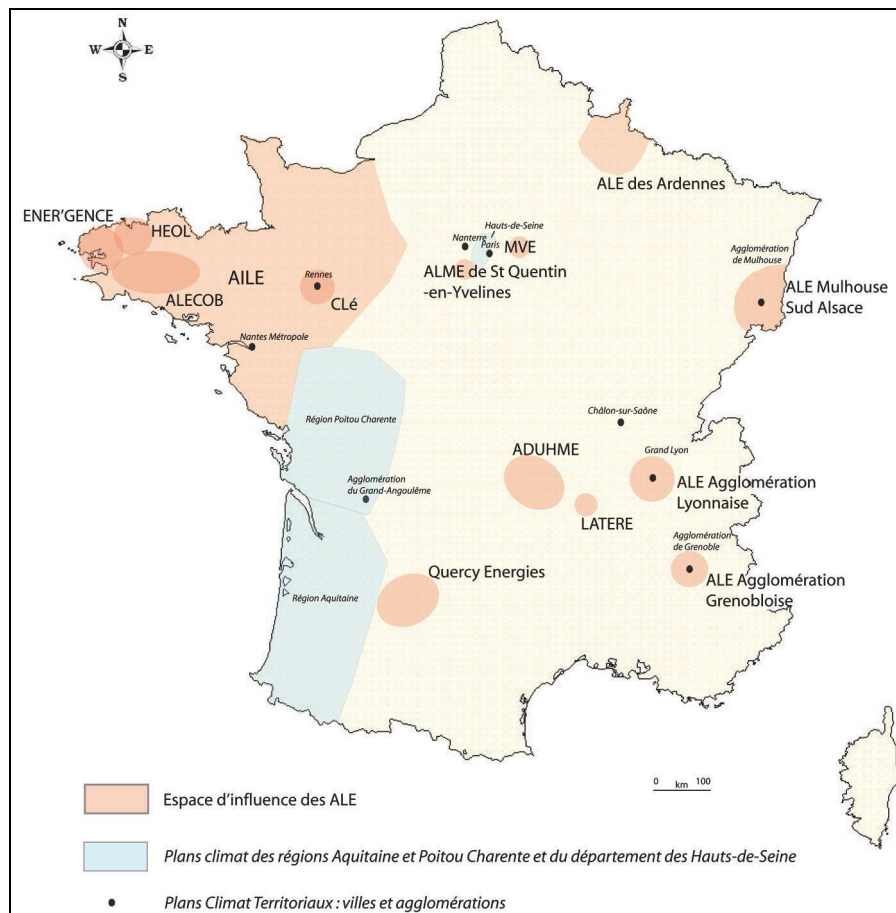 N
W E
S
ALE des Ardennes
ENER'GENCE
HEOL
Hauts-de-Seine
Nanterre
Paris
MVE
ALME de St Quentin
-en-Yvelines
Agglomération
de Mulhouse
ALE Mulhouse
Sud Alsace
AILE
Rennes
CLé
ALECOB
Nantes Métropole
Région Poitou Charente
Châlon-sur-Saône
ADUHME
Grand Lyon
ALE Agglomération
Lyonnaise
Agglomération
du Grand-Angoulême
LATERE
Agglomération
de Grenoble
ALE Agglomération
Grenobloise
Quercy Energies
Région Aquitaine
0 km 100
Espace d'influence des ALE
Plans climat des régions Aquitaine et Poitou Charente et du département des Hauts-de-Seine
Plans Climat Territoriaux : villes et agglomérations